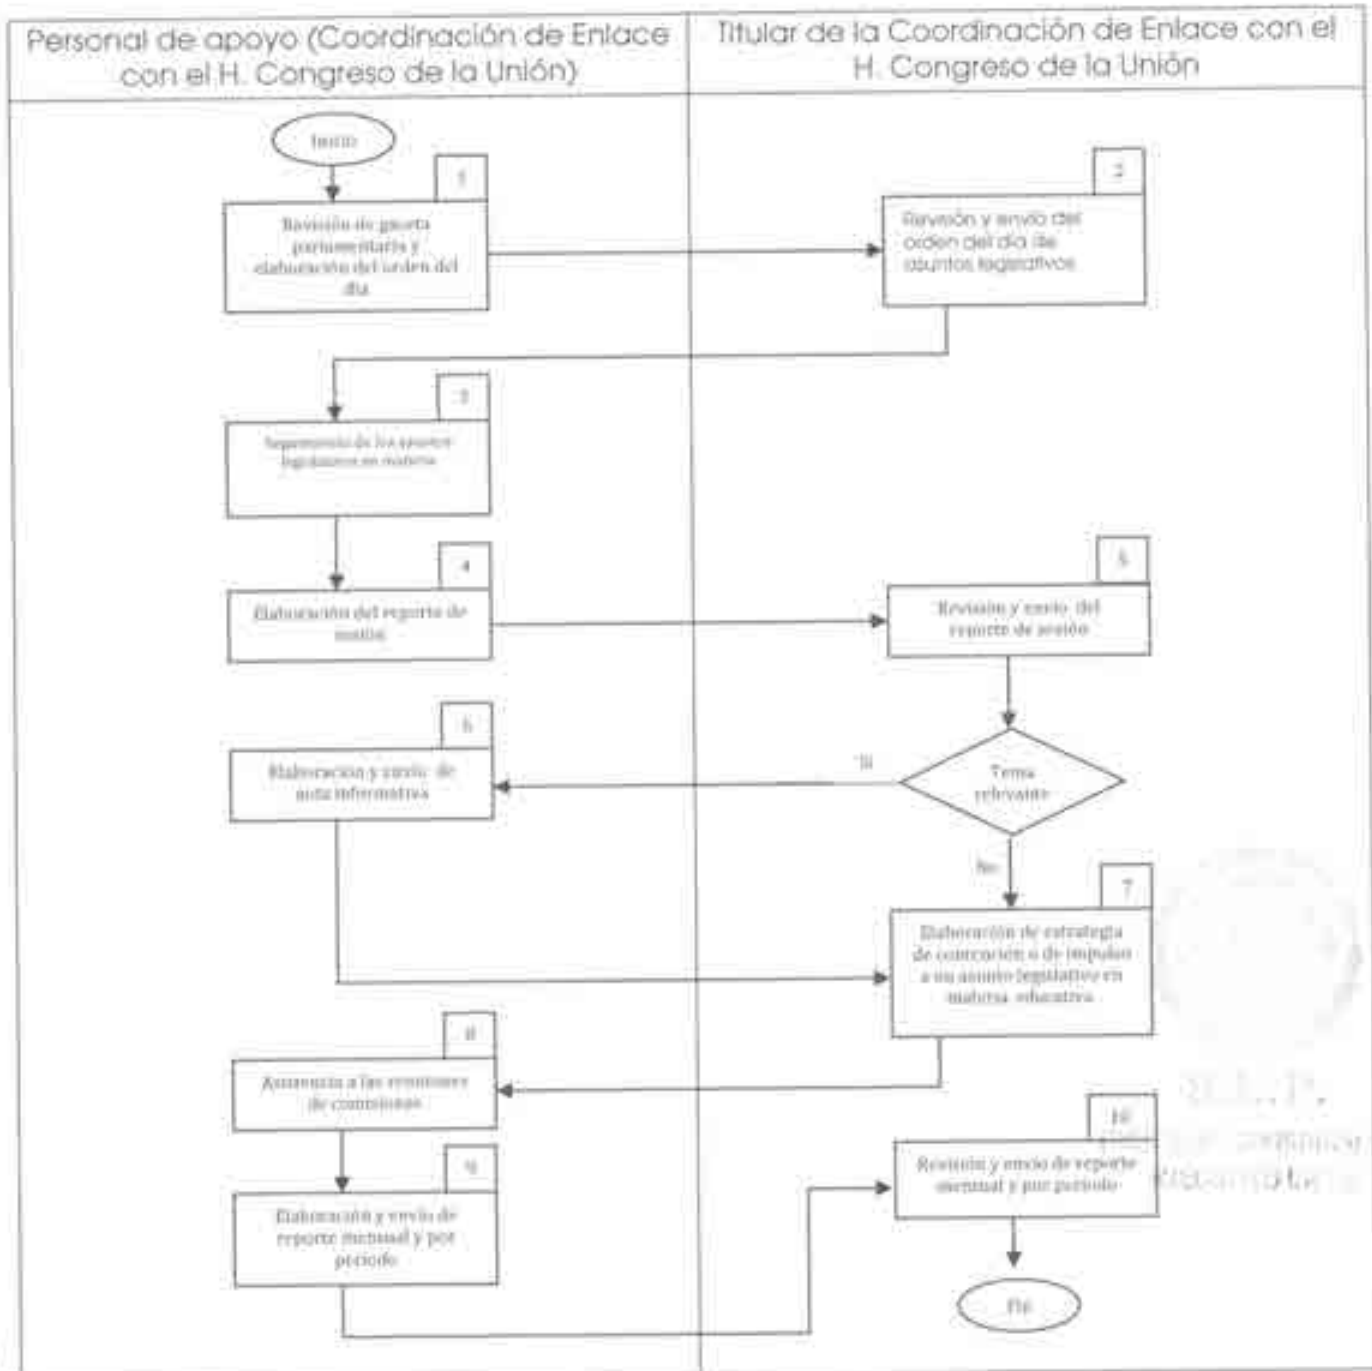 Personal de apoyo (Coordinación de Enlace
con el H. Congreso de la Unión)
Titular de la Coordinación de Enlace con el
H. Congreso de la Unión
Inicio
1
Revisión de gaceta
parlamentaria y
elaboración del orden del
día
2
Revisión y envío del
orden del día de
asuntos legislativos
3
Seguimiento de los asuntos
legislativos en materia
4
Elaboración del reporte de
sesión
5
Revisión y envío del
reporte de sesión
6
Elaboración y envío de
nota informativa
Si
Tema
relevante
No
7
Elaboración de estrategia
de contención o de impulso
a un asunto legislativo en
materia educativa
8
Asistencia a las reuniones
de comisiones
9
Elaboración y envío de
reporte mensual y por
periodo
10
Revisión y envío de reporte
mensual y por periodo
Fin